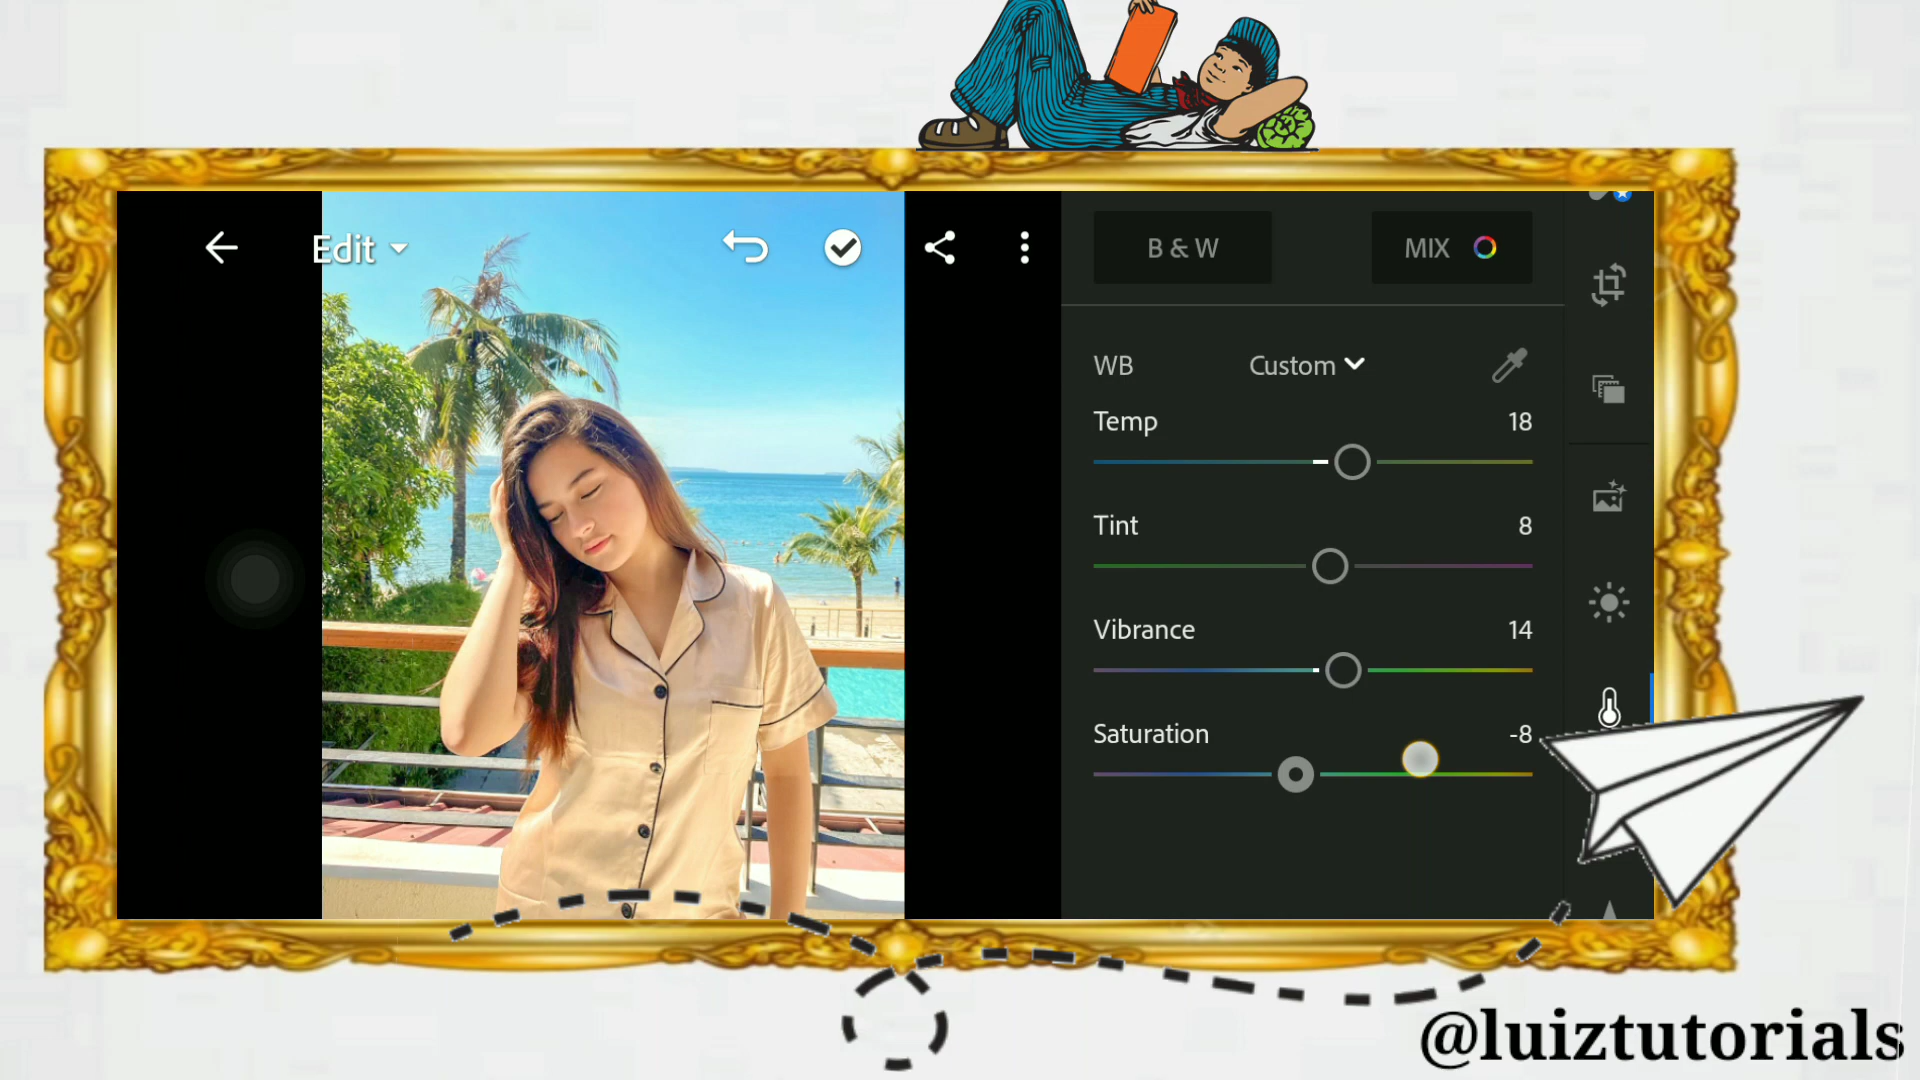 Edit
B & W
MIX
WB
Custom
Temp
18
Tint
8
Vibrance
14
Saturation
-8
@luiztutorials